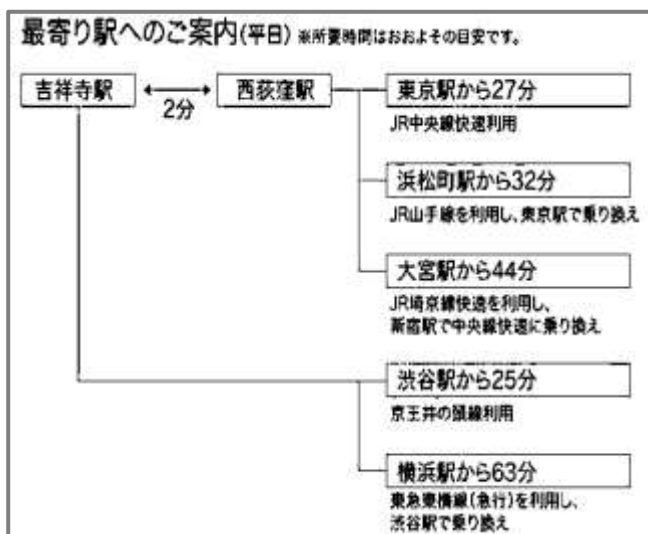 最寄り駅へのご案内(平日) ※所要時間はおおよその目安です。
吉祥寺駅
2分
西荻窪駅
東京駅から27分
JR中央線快速利用
浜松町駅から32分
JR山手線を利用し、東京駅で乗り換え
大宮駅から44分
JR埼京線快速を利用し、
新宿駅で中央線快速に乗り換え
渋谷駅から25分
京王井の頭線利用
横浜駅から63分
東急東横線(急行)を利用し、
渋谷駅で乗り換え